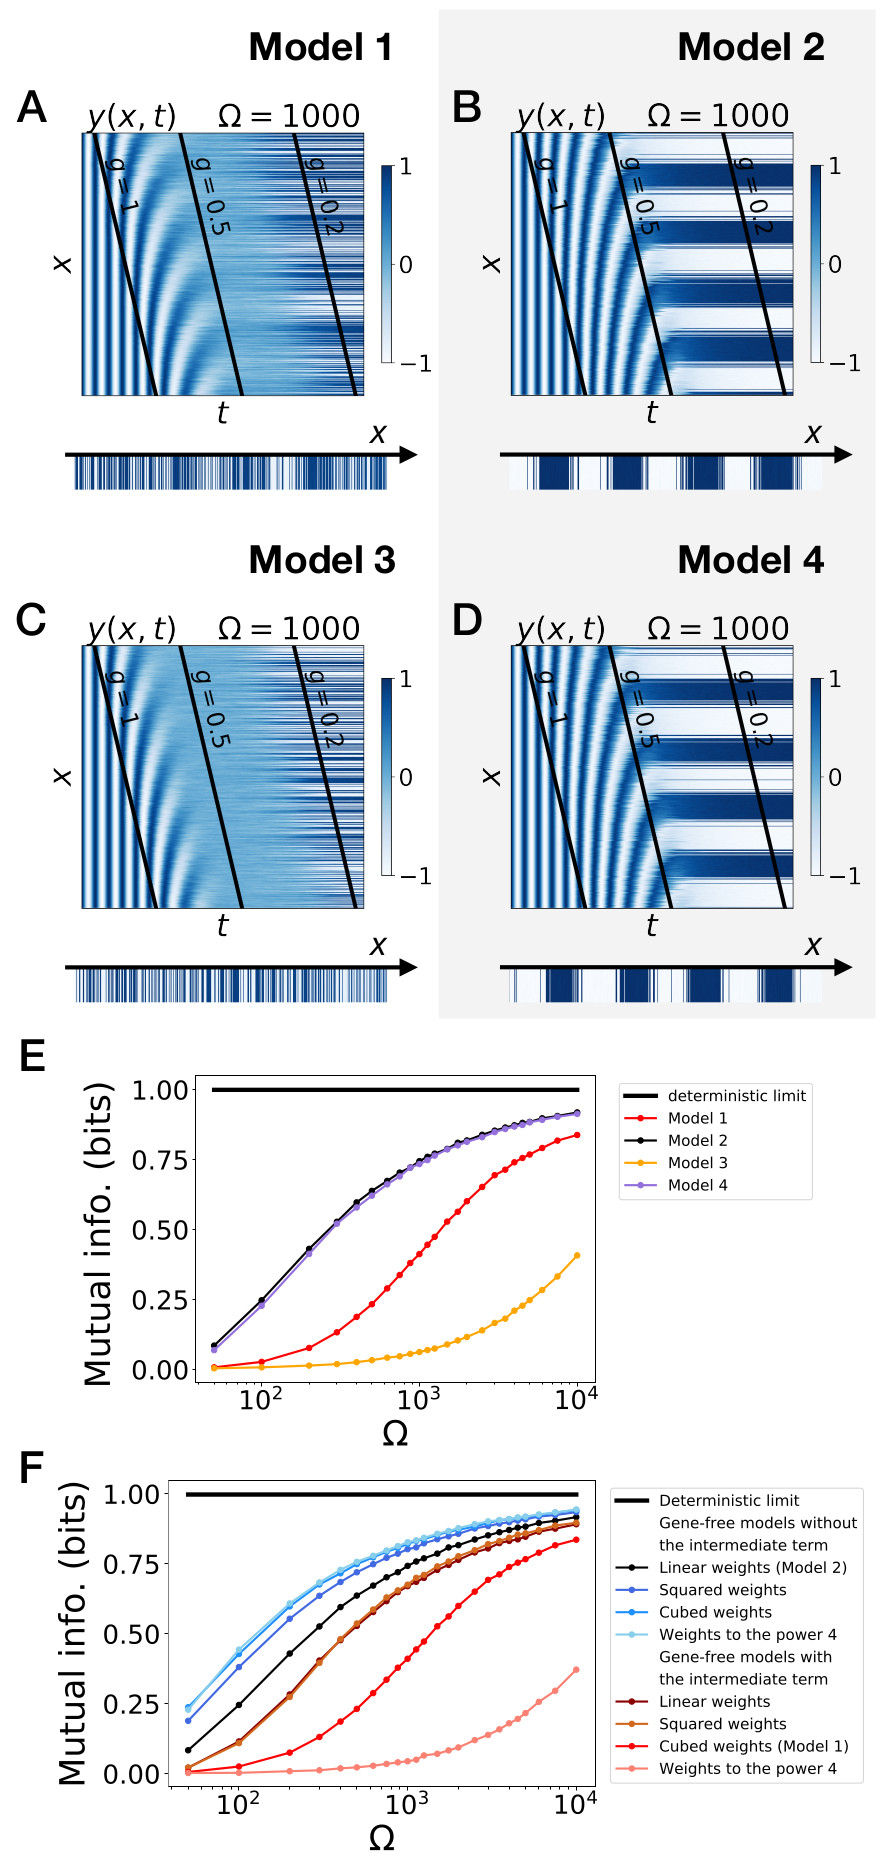 Model 1
Model 2
A
y(x, t) Ω = 1000
g = 1
g = 0.5
g = 0.2
x
t
1
0
−1
x
B
y(x, t) Ω = 1000
g = 1
g = 0.5
g = 0.2
x
t
1
0
−1
x
Model 3
Model 4
C
y(x, t) Ω = 1000
g = 1
g = 0.5
g = 0.2
x
t
1
0
−1
x
D
y(x, t) Ω = 1000
g = 1
g = 0.5
g = 0.2
x
t
1
0
−1
x
E
Mutual info. (bits)
1.00
0.75
0.50
0.25
0.00
10² 10³ 10⁴
Ω
deterministic limit
Model 1
Model 2
Model 3
Model 4
F
Mutual info. (bits)
1.00
0.75
0.50
0.25
0.00
10² 10³ 10⁴
Ω
Deterministic limit
Gene-free models without
the intermediate term
Linear weights (Model 2)
Squared weights
Cubed weights
Weights to the power 4
Gene-free models with
the intermediate term
Linear weights
Squared weights
Cubed weights (Model 1)
Weights to the power 4